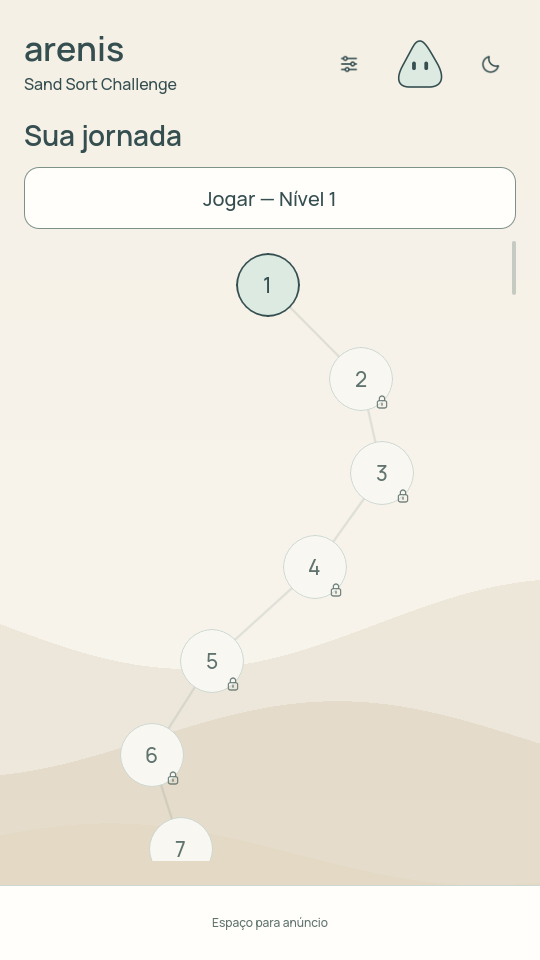 arenis
Sand Sort Challenge
Sua jornada
Jogar — Nível 1
1
2
3
4
5
6
7
Espaço para anúncio